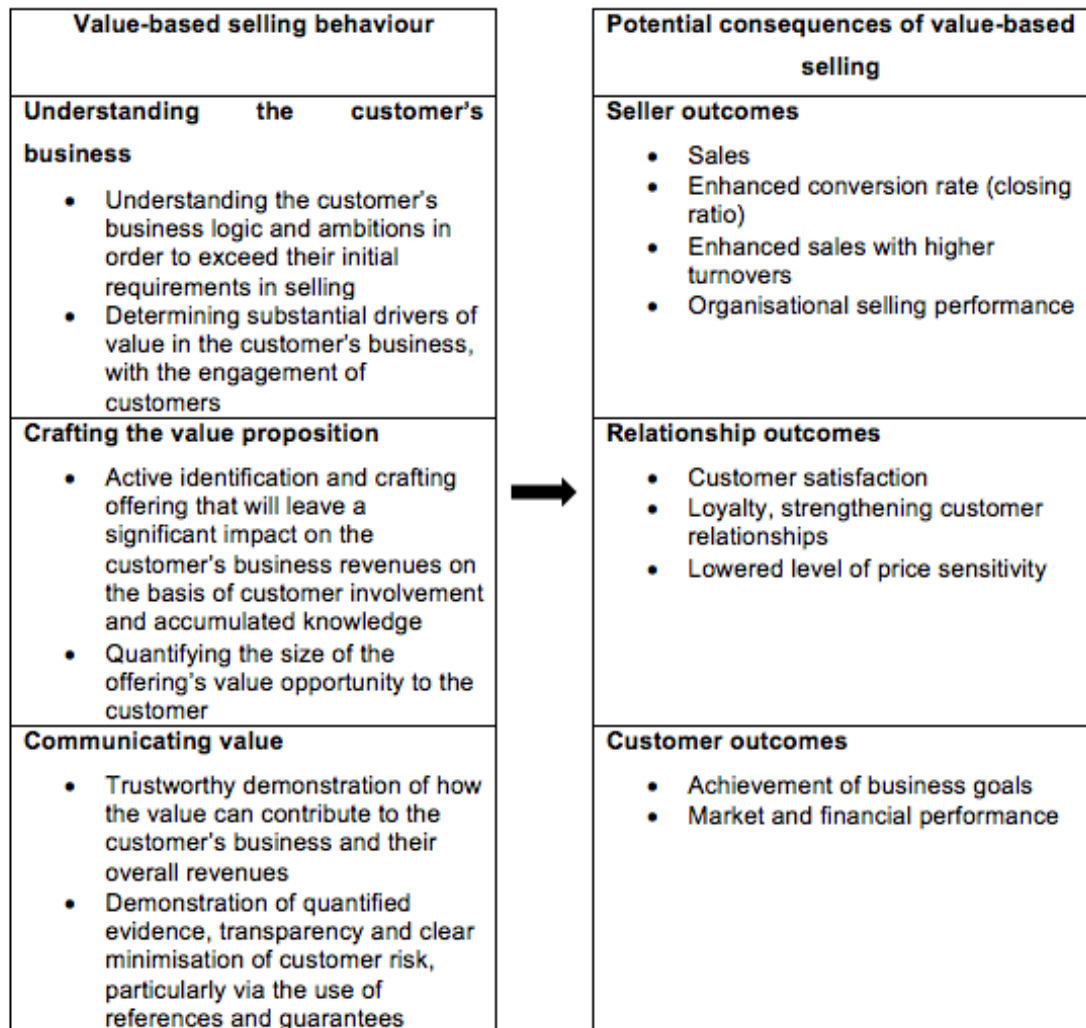 Value-based selling behaviour
Understanding the customer's
business
• Understanding the customer's
business logic and ambitions in
order to exceed their initial
requirements in selling
• Determining substantial drivers of
value in the customer's business,
with the engagement of
customers
Crafting the value proposition
• Active identification and crafting
offering that will leave a
significant impact on the
customer's business revenues on
the basis of customer involvement
and accumulated knowledge
• Quantifying the size of the
offering's value opportunity to the
customer
Communicating value
• Trustworthy demonstration of how
the value can contribute to the
customer's business and their
overall revenues
• Demonstration of quantified
evidence, transparency and clear
minimisation of customer risk,
particularly via the use of
references and guarantees
Potential consequences of value-based
selling
Seller outcomes
• Sales
• Enhanced conversion rate (closing
ratio)
• Enhanced sales with higher
turnovers
• Organisational selling performance
Relationship outcomes
• Customer satisfaction
• Loyalty, strengthening customer
relationships
• Lowered level of price sensitivity
Customer outcomes
• Achievement of business goals
• Market and financial performance